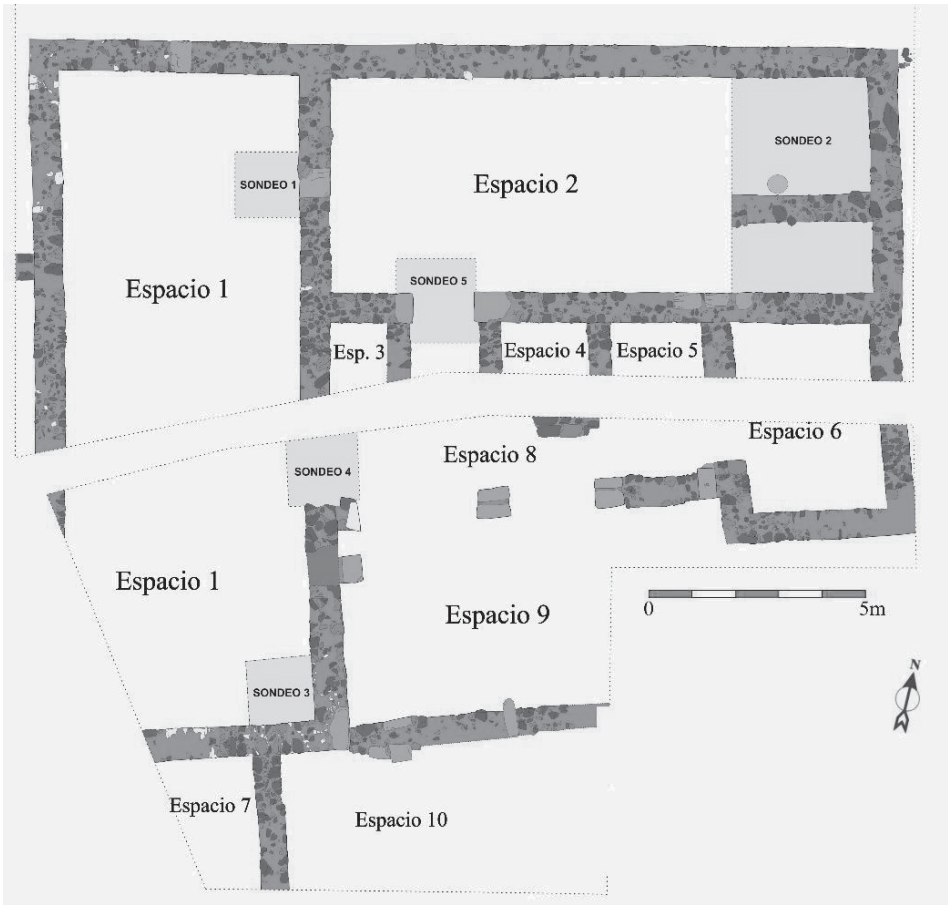 SONDEO 2
SONDEO 1
Espacio 2
SONDEO 5
Espacio 1
Esp. 3
Espacio 4
Espacio 5
Espacio 6
Espacio 8
SONDEO 4
Espacio 1
0 5m
Espacio 9
N
SONDEO 3
Espacio 7
Espacio 10